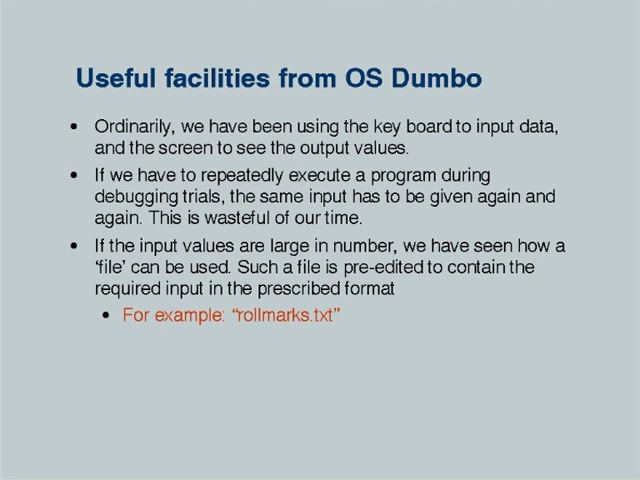 Useful facilities from OS Dumbo
• Ordinarily, we have been using the key board to input data,
and the screen to see the output values.
• If we have to repeatedly execute a program during
debugging trials, the same input has to be given again and
again. This is wasteful of our time.
• If the input values are large in number, we have seen how a
‘file’ can be used. Such a file is pre-edited to contain the
required input in the prescribed format
• For example: “rollmarks.txt”